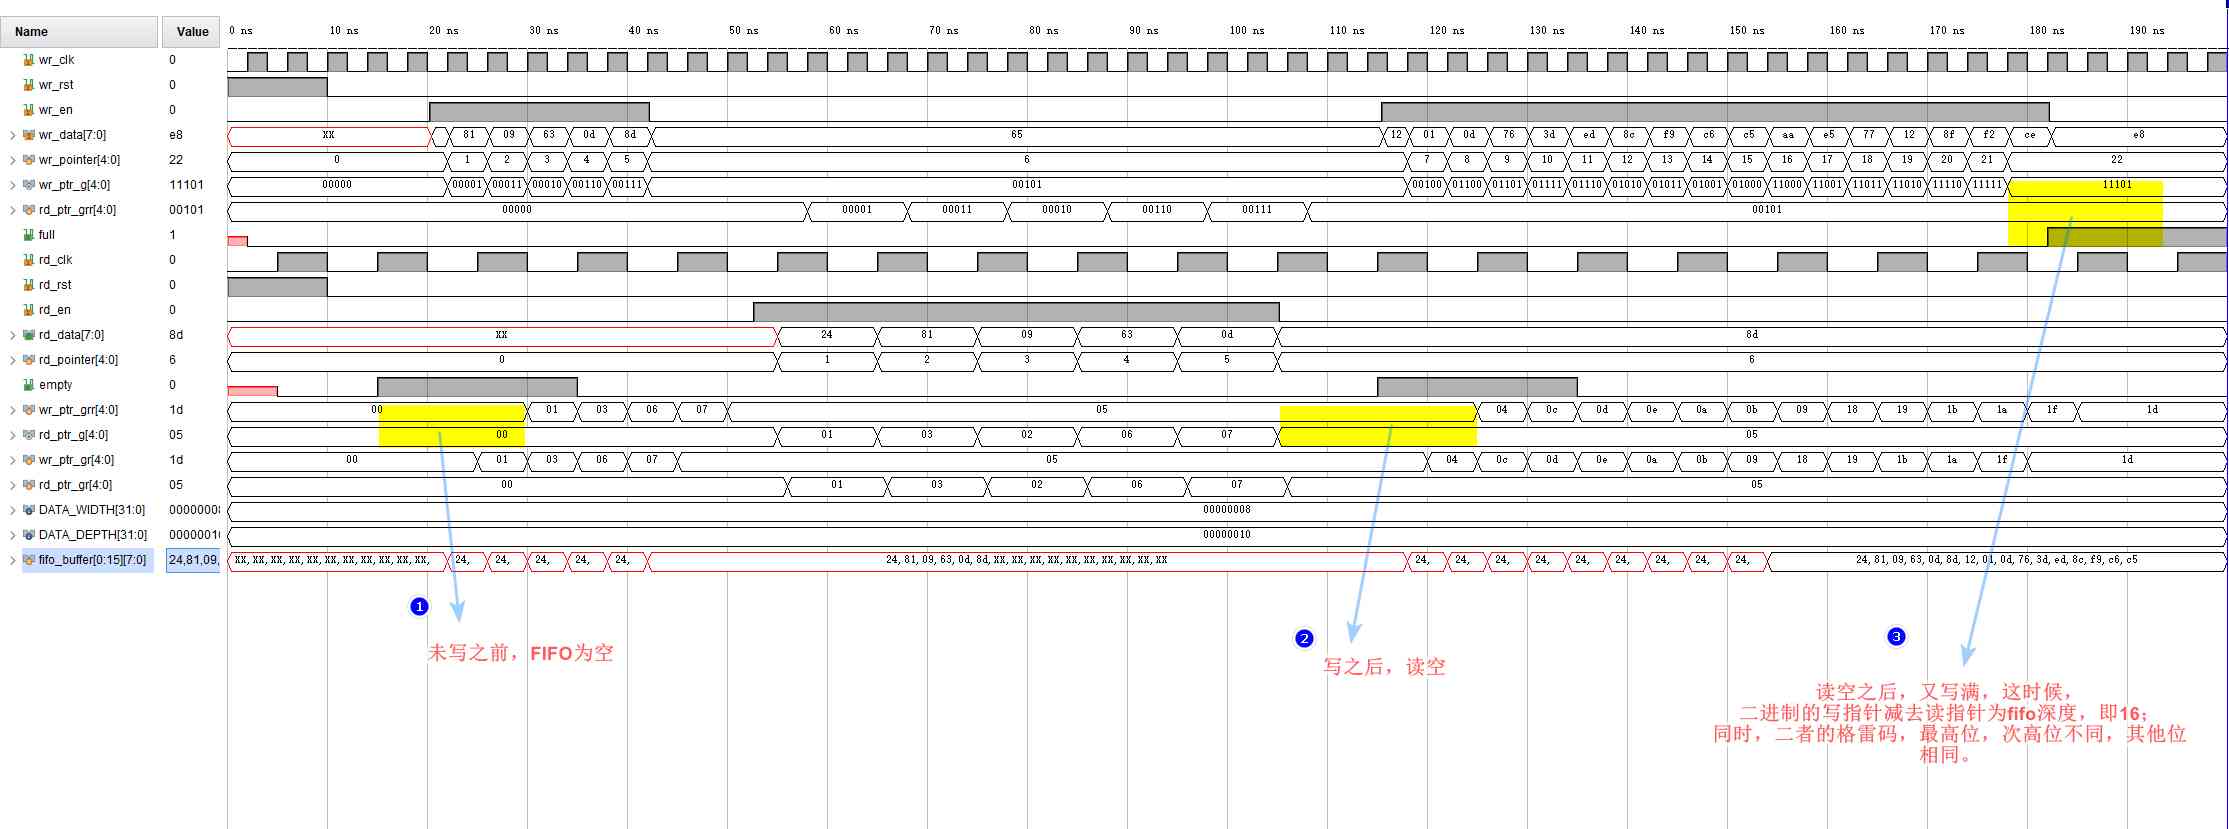 Name Value 0 ns 10 ns 20 ns 30 ns 40 ns 50 ns 60 ns 70 ns 80 ns 90 ns 100 ns 110 ns 120 ns 130 ns 140 ns 150 ns 160 ns 170 ns 180 ns 190 ns
wr_clk 0
wr_rst 0
wr_en 0
wr_data[7:0] e8 XX 81 09 63 0d 8d 65 12 01 0d 76 3d ed 8c f9 c6 c5 aa e5 77 12 8f f2 ce e8
wr_pointer[4:0] 22 0 1 2 3 4 5 6 7 8 9 10 11 12 13 14 15 16 17 18 19 20 21 22
wr_ptr_g[4:0] 11101 00000 00001 00011 00010 00110 00111 00101 00100 01100 01101 01111 01110 01010 01011 01001 01000 11000 11001 11011 11010 11110 11111 11101
rd_ptr_grr[4:0] 00101 00000 00001 00011 00010 00110 00111 00101
full 1
rd_clk 0
rd_rst 0
rd_en 0
rd_data[7:0] 8d XX 24 81 09 63 0d 8d
rd_pointer[4:0] 6 0 1 2 3 4 5 6
empty 0
wr_ptr_grr[4:0] 1d 00 01 03 06 07 05 04 0c 0d 0e 0a 0b 09 18 19 1b 1a 1f 1d
rd_ptr_g[4:0] 05 00 01 03 02 06 07 05
wr_ptr_gr[4:0] 1d 00 01 03 06 07 05 04 0c 0d 0e 0a 0b 09 18 19 1b 1a 1f 1d
rd_ptr_gr[4:0] 05 00 01 03 02 06 07 05
DATA_WIDTH[31:0] 00000008 00000008
DATA_DEPTH[31:0] 00000010 00000010
fifo_buffer[0:15][7:0] 24,81,09, XX,XX,XX,XX,XX,XX,XX,XX,XX,XX,XX, 24, 24, 24, 24, 24, 24,81,09,63,0d,8d,XX,XX,XX,XX,XX,XX,XX,XX,XX,XX 24, 24, 24, 24, 24, 24, 24, 24, 24, 24,81,09,63,0d,8d,12,01,0d,76,3d,ed,8c,f9,c6,c5
1
未写之前，FIFO为空
2
写之后，读空
3
读空之后，又写满，这时候，
二进制的写指针减去读指针为fifo深度，即16；
同时，二者的格雷码，最高位，次高位不同，其他位
相同。